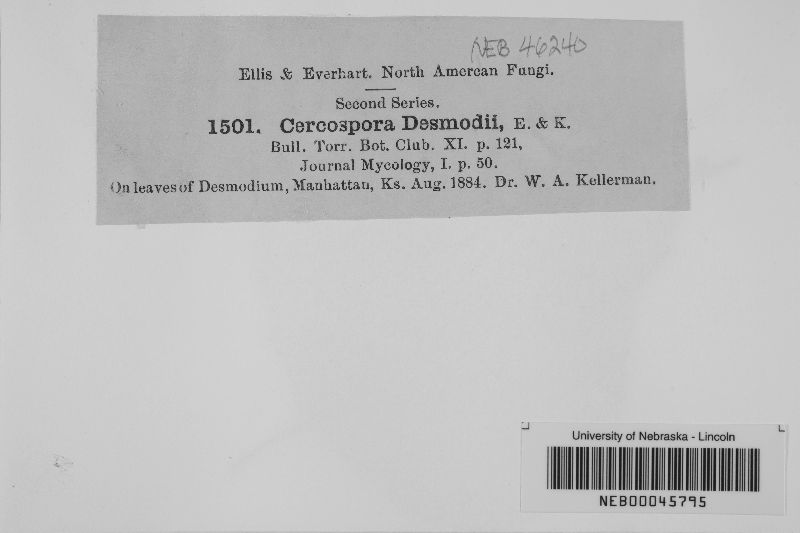 NEB 46240
Ellis & Everhart. North Amercan Fungi.
Second Series.
1501. Cercospora Desmodii, E. & K.
Bull. Torr. Bot. Club. XI. p. 121,
Journal Mycology, I. p. 50.
On leaves of Desmodium, Manhattan, Ks. Aug. 1884. Dr. W. A. Kellerman.
University of Nebraska - Lincoln
NEB00045795